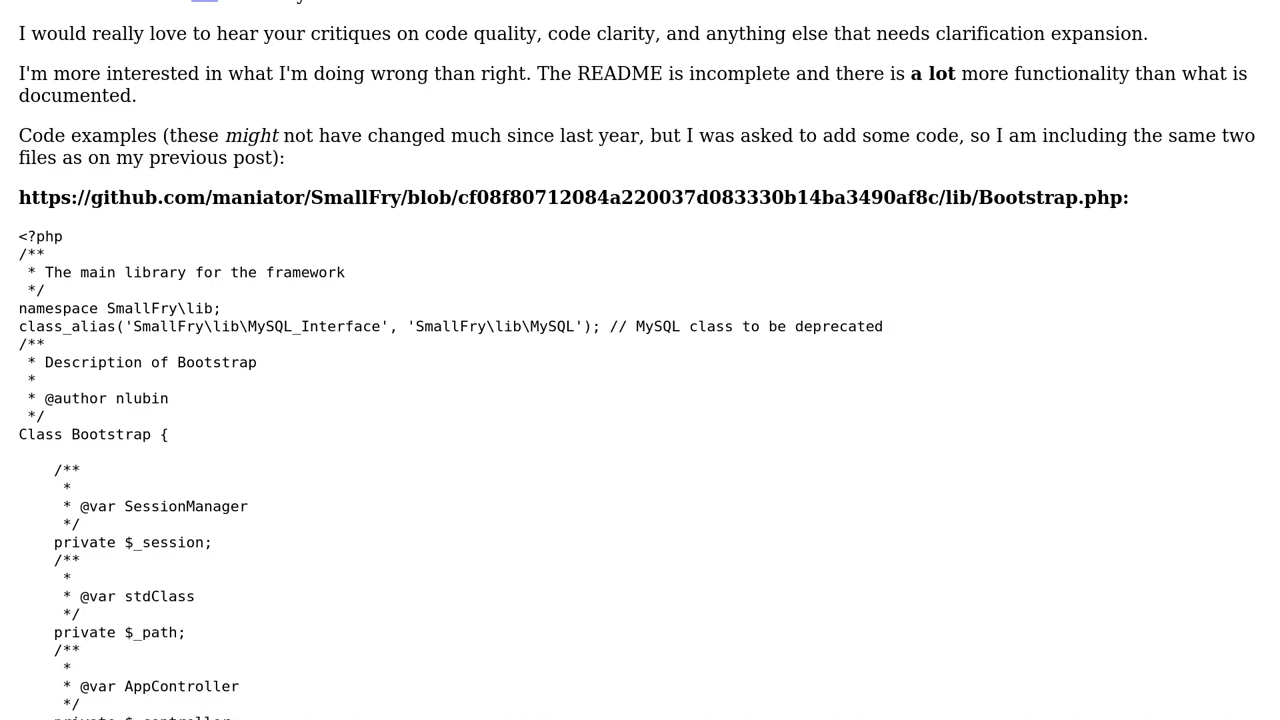 I would really love to hear your critiques on code quality, code clarity, and anything else that needs clarification expansion.
I'm more interested in what I'm doing wrong than right. The README is incomplete and there is a lot more functionality than what is
documented.
Code examples (these might not have changed much since last year, but I was asked to add some code, so I am including the same two
files as on my previous post):
https://github.com/maniator/SmallFry/blob/cf08f80712084a220037d083330b14ba3490af8c/lib/Bootstrap.php:
<?php
/**
 * The main library for the framework
 */
namespace SmallFry\lib;
class_alias('SmallFry\lib\MySQL_Interface', 'SmallFry\lib\MySQL'); // MySQL class to be deprecated
/**
 * Description of Bootstrap
 *
 * @author nlubin
 */
Class Bootstrap {
    /**
     *
     * @var SessionManager
     */
    private $_session;
    /**
     *
     * @var stdClass
     */
    private $_path;
    /**
     *
     * @var AppController
     */